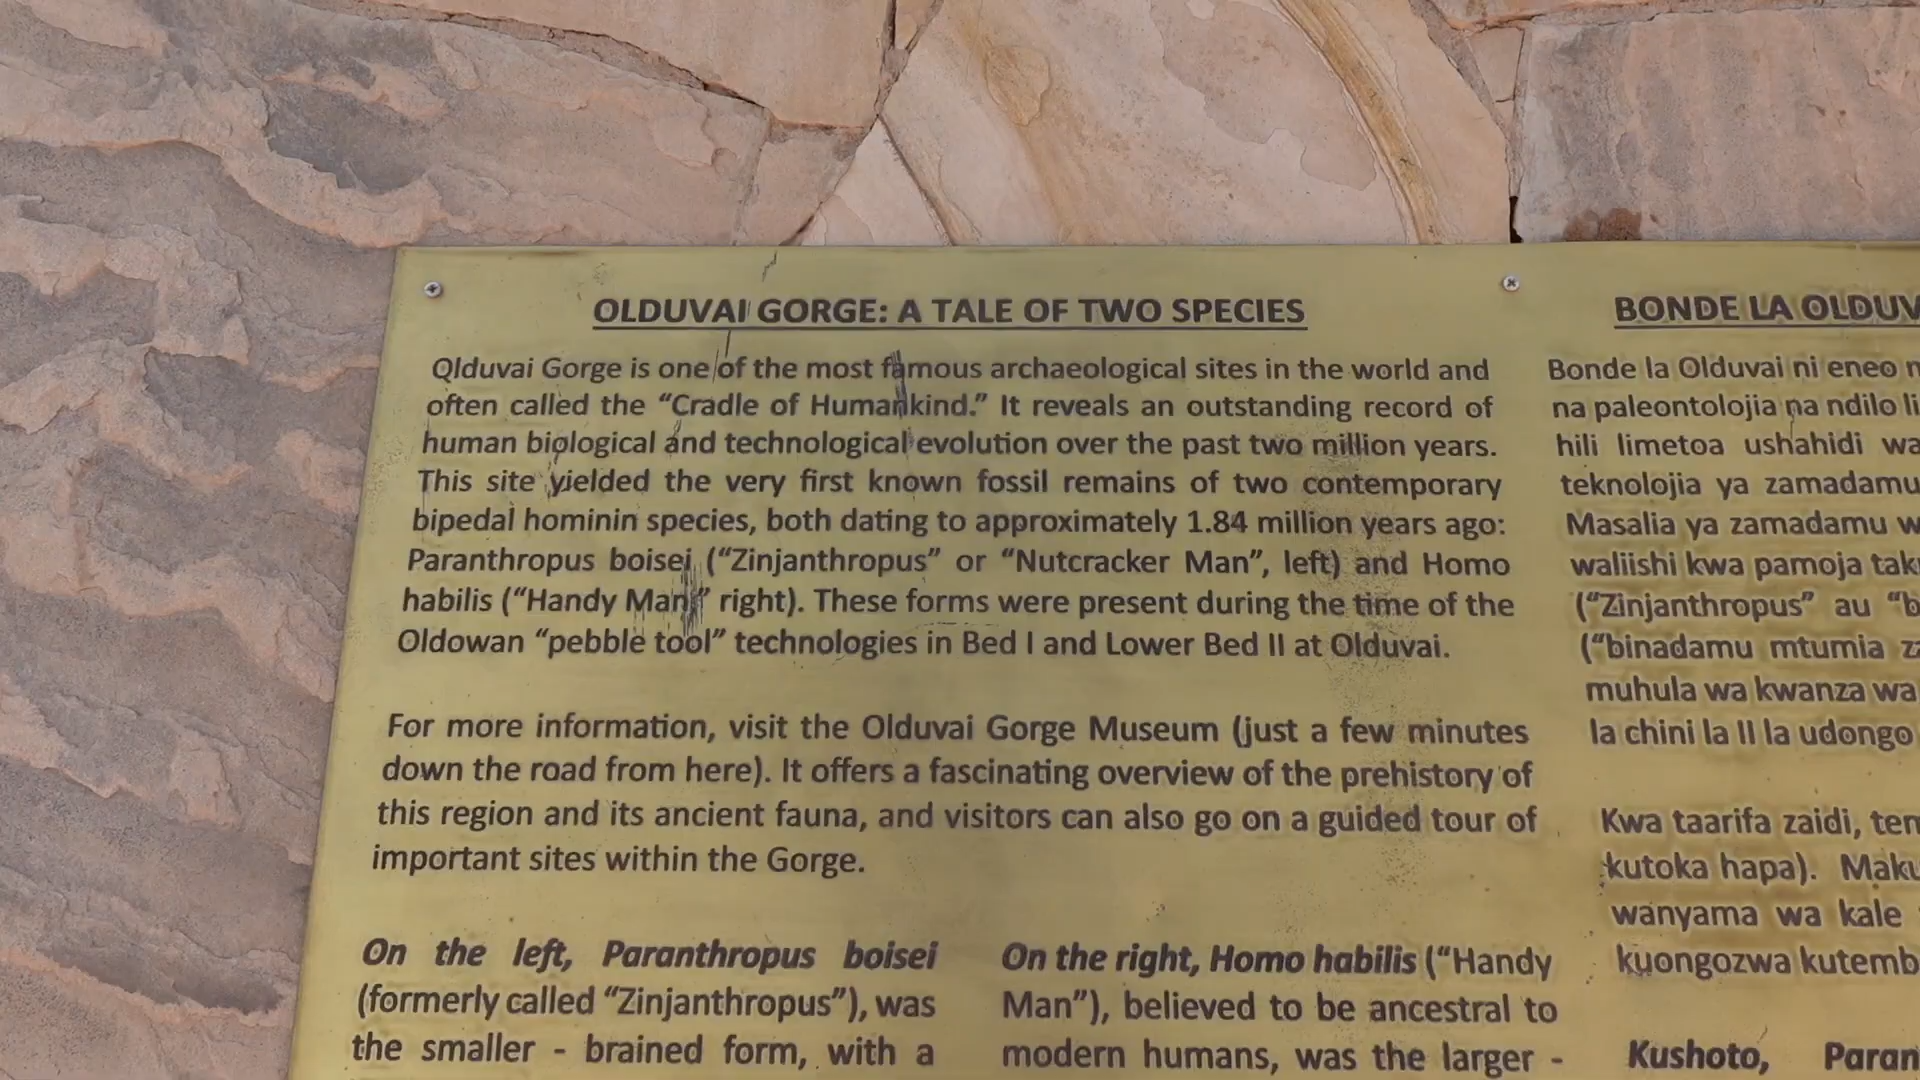 OLDUVAI GORGE: A TALE OF TWO SPECIES
Olduvai Gorge is one of the most famous archaeological sites in the world and
often called the “Cradle of Humankind.” It reveals an outstanding record of
human biological and technological evolution over the past two million years.
This site yielded the very first known fossil remains of two contemporary
bipedal hominin species, both dating to approximately 1.84 million years ago:
Paranthropus boisei (“Zinjanthropus” or “Nutcracker Man”, left) and Homo
habilis (“Handy Man,” right). These forms were present during the time of the
Oldowan “pebble tool” technologies in Bed I and Lower Bed II at Olduvai.
For more information, visit the Olduvai Gorge Museum (just a few minutes
down the road from here). It offers a fascinating overview of the prehistory of
this region and its ancient fauna, and visitors can also go on a guided tour of
important sites within the Gorge.
On the left, Paranthropus boisei
(formerly called “Zinjanthropus”), was
the smaller - brained form, with a
On the right, Homo habilis (“Handy
Man”), believed to be ancestral to
modern humans, was the larger -
BONDE LA OLDUV
Bonde la Olduvai ni eneo
na paleontolojia na ndilo
hili limetoa ushahidi wa
teknolojia ya zamadamu
Masalia ya zamadamu
waliishi kwa pamoja
(“Zinjanthropus” au
(“binadamu mtumia
muhula wa kwanza wa
la chini la II la udongo
Kwa taarifa zaidi,
kutoka hapa).
wanyama wa kale
kuongozwa
Kushoto,